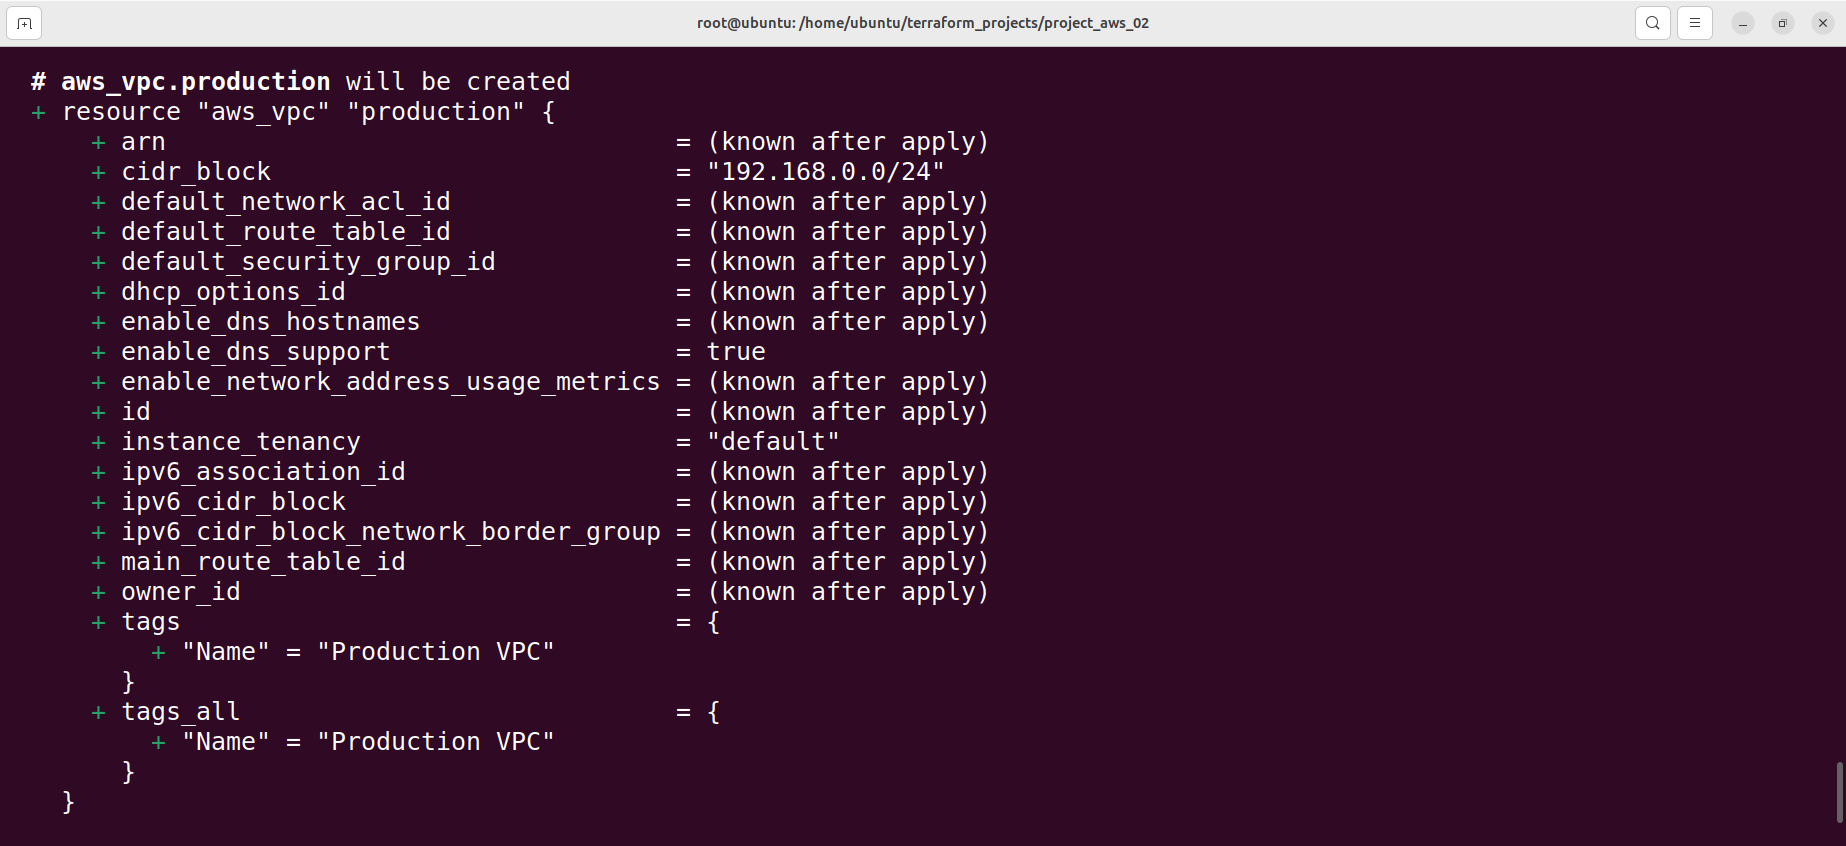 root@ubuntu: /home/ubuntu/terraform_projects/project_aws_02
# aws_vpc.production will be created
+ resource "aws_vpc" "production" {
+ arn = (known after apply)
+ cidr_block = "192.168.0.0/24"
+ default_network_acl_id = (known after apply)
+ default_route_table_id = (known after apply)
+ default_security_group_id = (known after apply)
+ dhcp_options_id = (known after apply)
+ enable_dns_hostnames = (known after apply)
+ enable_dns_support = true
+ enable_network_address_usage_metrics = (known after apply)
+ id = (known after apply)
+ instance_tenancy = "default"
+ ipv6_association_id = (known after apply)
+ ipv6_cidr_block = (known after apply)
+ ipv6_cidr_block_network_border_group = (known after apply)
+ main_route_table_id = (known after apply)
+ owner_id = (known after apply)
+ tags = {
+ "Name" = "Production VPC"
}
+ tags_all = {
+ "Name" = "Production VPC"
}
}